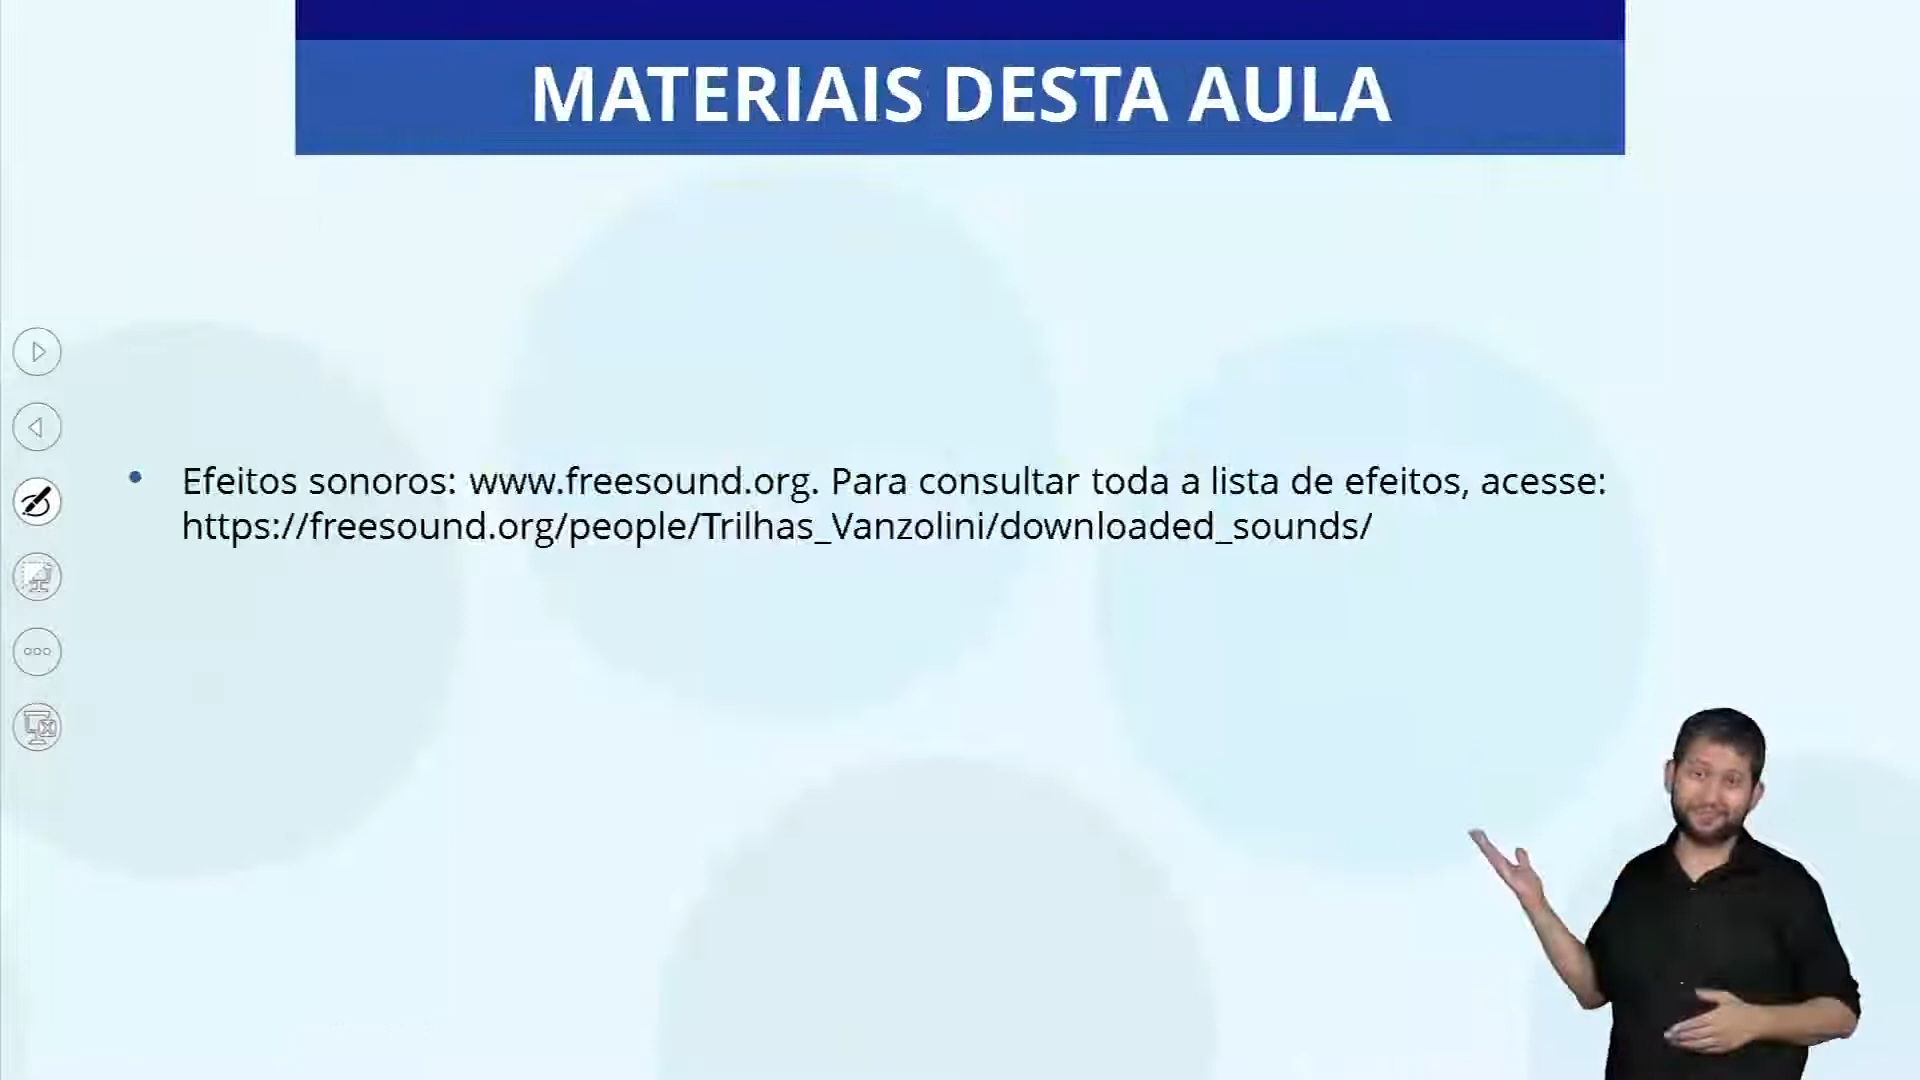 MATERIAIS DESTA AULA
• Efeitos sonoros: www.freesound.org. Para consultar toda a lista de efeitos, acesse:
https://freesound.org/people/Trilhas_Vanzolini/downloaded_sounds/